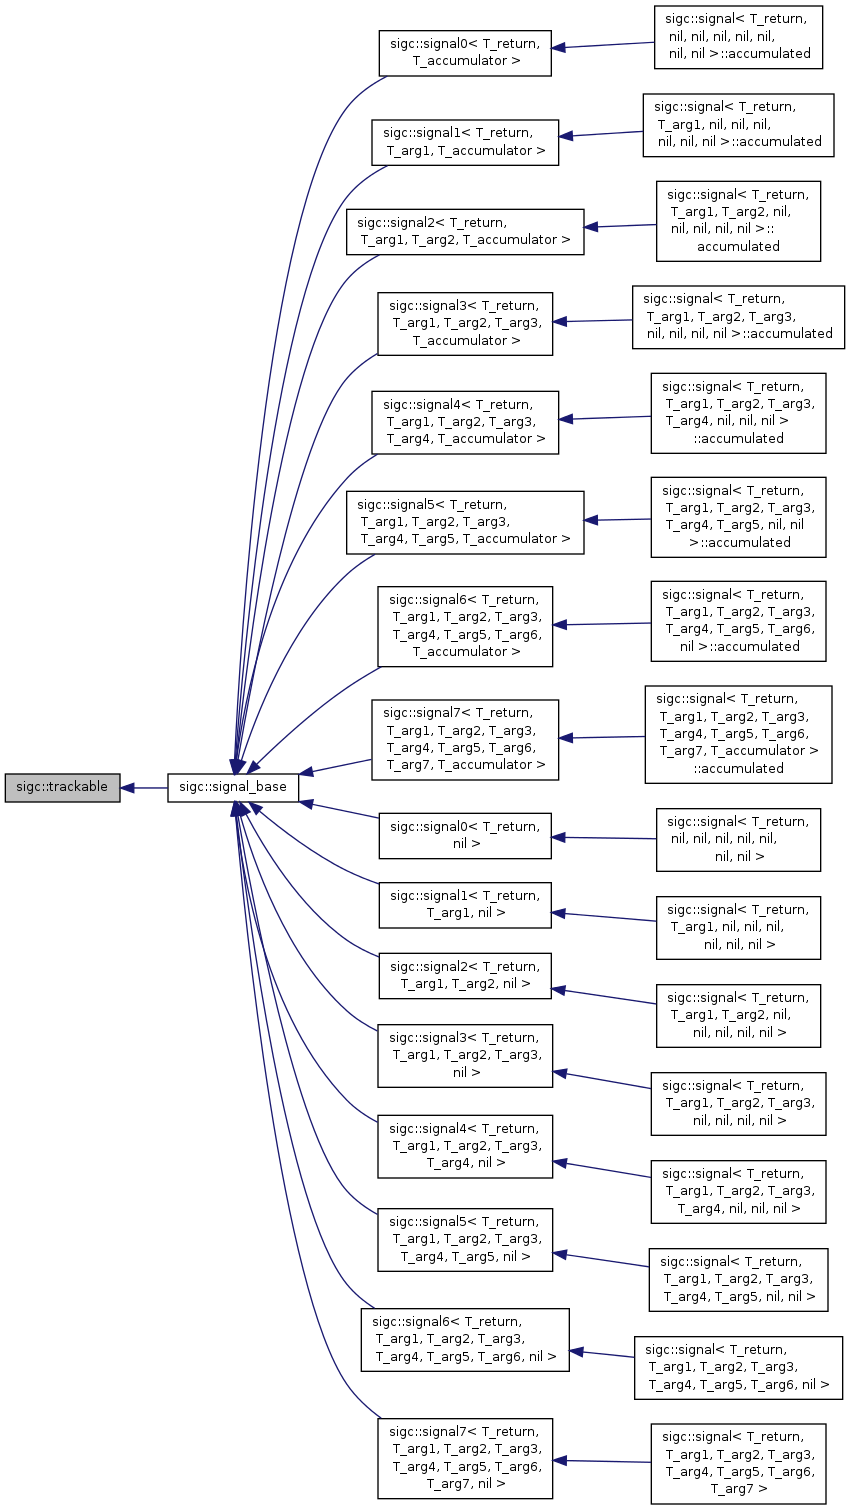 sigc::trackable
sigc::signal_base
sigc::signal0< T_return,
T_accumulator >
sigc::signal< T_return,
nil, nil, nil, nil, nil,
nil, nil >::accumulated
sigc::signal1< T_return,
T_arg1, T_accumulator >
sigc::signal< T_return,
T_arg1, nil, nil, nil,
nil, nil, nil >::accumulated
sigc::signal2< T_return,
T_arg1, T_arg2, T_accumulator >
sigc::signal< T_return,
T_arg1, T_arg2, nil,
nil, nil, nil, nil >::
accumulated
sigc::signal3< T_return,
T_arg1, T_arg2, T_arg3,
T_accumulator >
sigc::signal< T_return,
T_arg1, T_arg2, T_arg3,
nil, nil, nil, nil >::accumulated
sigc::signal4< T_return,
T_arg1, T_arg2, T_arg3,
T_arg4, T_accumulator >
sigc::signal< T_return,
T_arg1, T_arg2, T_arg3,
T_arg4, nil, nil, nil >
::accumulated
sigc::signal5< T_return,
T_arg1, T_arg2, T_arg3,
T_arg4, T_arg5, T_accumulator >
sigc::signal< T_return,
T_arg1, T_arg2, T_arg3,
T_arg4, T_arg5, nil, nil
>::accumulated
sigc::signal6< T_return,
T_arg1, T_arg2, T_arg3,
T_arg4, T_arg5, T_arg6,
T_accumulator >
sigc::signal< T_return,
T_arg1, T_arg2, T_arg3,
T_arg4, T_arg5, T_arg6,
nil >::accumulated
sigc::signal7< T_return,
T_arg1, T_arg2, T_arg3,
T_arg4, T_arg5, T_arg6,
T_arg7, T_accumulator >
sigc::signal< T_return,
T_arg1, T_arg2, T_arg3,
T_arg4, T_arg5, T_arg6,
T_arg7, T_accumulator >
::accumulated
sigc::signal0< T_return,
nil >
sigc::signal< T_return,
nil, nil, nil, nil, nil,
nil, nil >
sigc::signal1< T_return,
T_arg1, nil >
sigc::signal< T_return,
T_arg1, nil, nil, nil,
nil, nil, nil >
sigc::signal2< T_return,
T_arg1, T_arg2, nil >
sigc::signal< T_return,
T_arg1, T_arg2, nil,
nil, nil, nil, nil >
sigc::signal3< T_return,
T_arg1, T_arg2, T_arg3,
nil >
sigc::signal< T_return,
T_arg1, T_arg2, T_arg3,
nil, nil, nil, nil >
sigc::signal4< T_return,
T_arg1, T_arg2, T_arg3,
T_arg4, nil >
sigc::signal< T_return,
T_arg1, T_arg2, T_arg3,
T_arg4, nil, nil, nil >
sigc::signal5< T_return,
T_arg1, T_arg2, T_arg3,
T_arg4, T_arg5, nil >
sigc::signal< T_return,
T_arg1, T_arg2, T_arg3,
T_arg4, T_arg5, nil, nil >
sigc::signal6< T_return,
T_arg1, T_arg2, T_arg3,
T_arg4, T_arg5, T_arg6, nil >
sigc::signal< T_return,
T_arg1, T_arg2, T_arg3,
T_arg4, T_arg5, T_arg6, nil >
sigc::signal7< T_return,
T_arg1, T_arg2, T_arg3,
T_arg4, T_arg5, T_arg6,
T_arg7, nil >
sigc::signal< T_return,
T_arg1, T_arg2, T_arg3,
T_arg4, T_arg5, T_arg6,
T_arg7 >